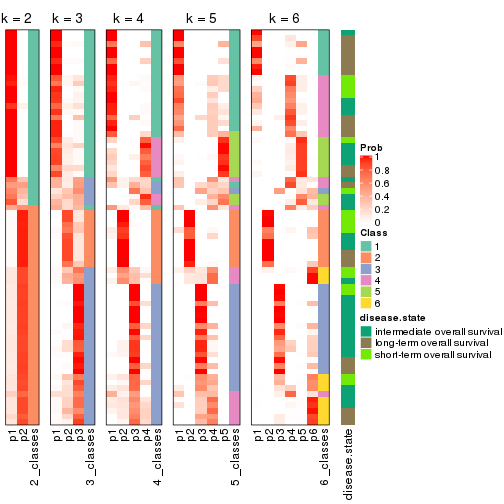 k = 2
k = 3
k = 4
k = 5
k = 6
Prob
1
0.8
0.6
0.4
0.2
0
Class
1
2
3
4
5
6
disease.state
intermediate overall survival
long-term overall survival
short-term overall survival
p1
p2
2_classes
p1
p2
p3
3_classes
p1
p2
p3
p4
4_classes
p1
p2
p3
p4
p5
5_classes
p1
p2
p3
p4
p5
p6
6_classes
disease.state